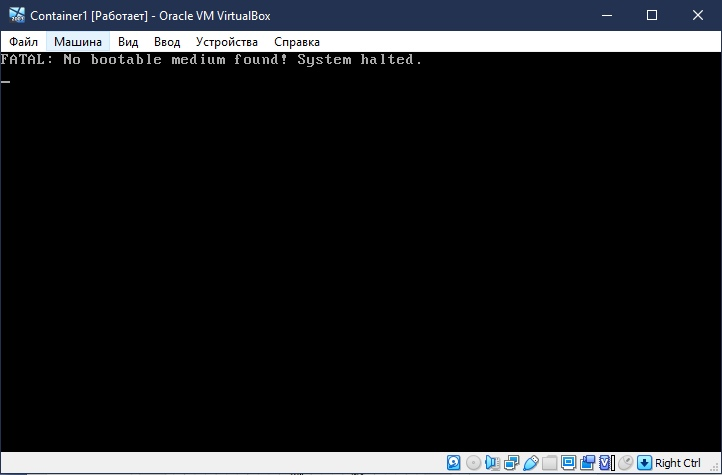 Container1 [Работает] - Oracle VM VirtualBox
Файл Машина Вид Ввод Устройства Справка
FATAL: No bootable medium found! System halted.
Right Ctrl